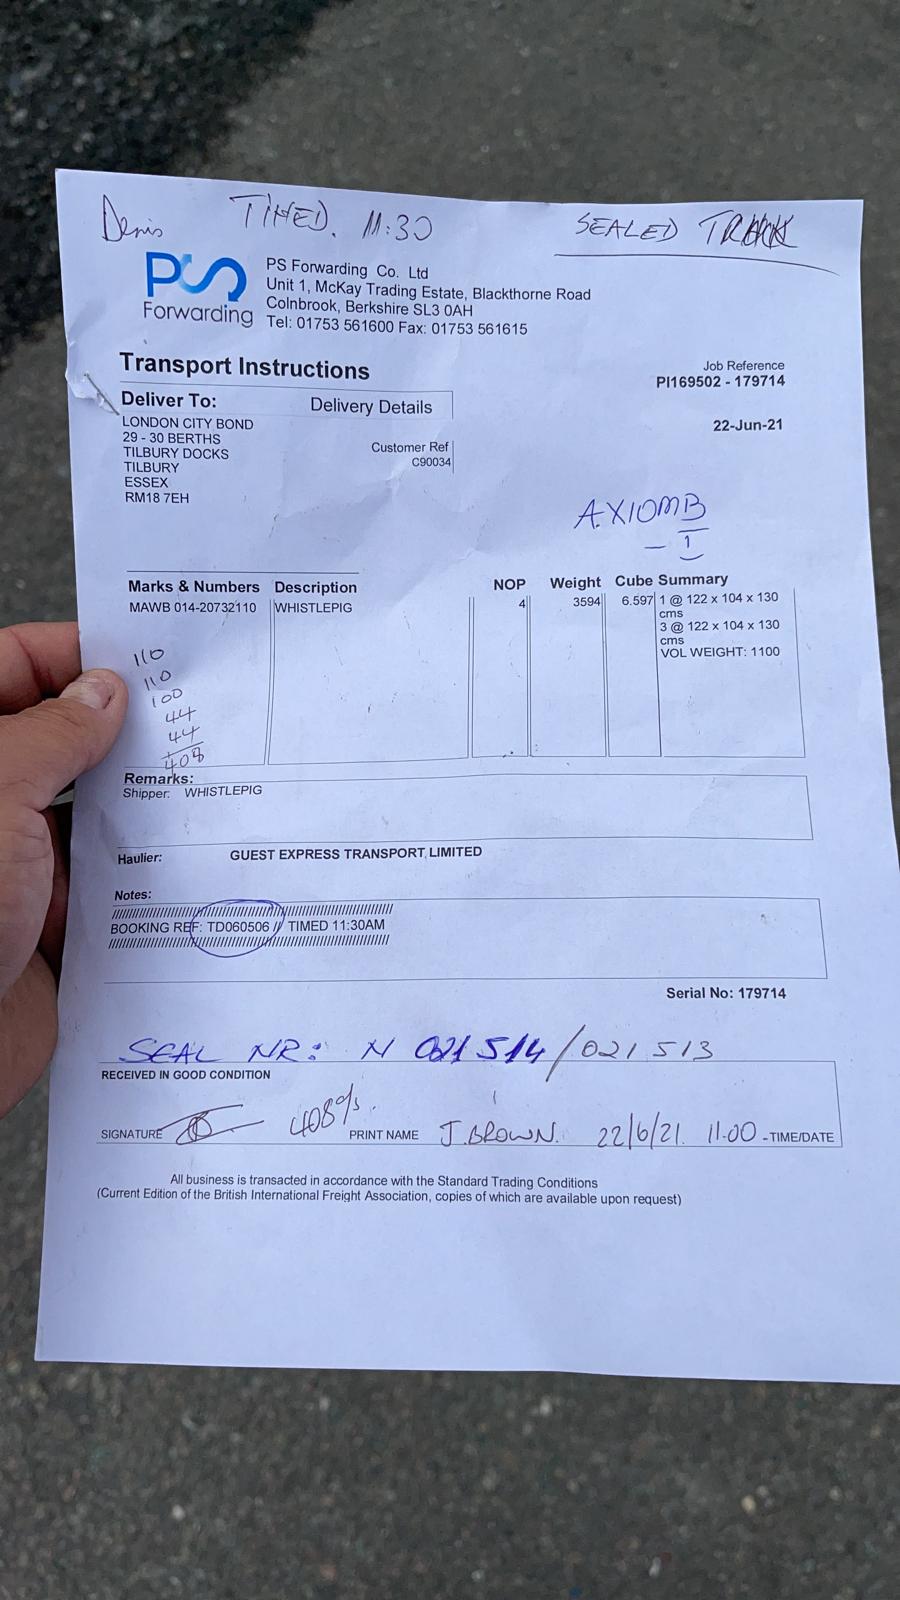 Denis TIMED. 11:30 SEALED TRUCK
PS Forwarding
PS Forwarding Co. Ltd
Unit 1, McKay Trading Estate, Blackthorne Road
Colnbrook, Berkshire SL3 0AH
Tel: 01753 561600 Fax: 01753 561615
Transport Instructions
Job Reference
PI169502 - 179714
22-Jun-21
Deliver To:
Delivery Details
LONDON CITY BOND
29 - 30 BERTHS
TILBURY DOCKS
TILBURY
ESSEX
RM18 7EH
Customer Ref
C90034
AXIOMB
- 1
Marks & Numbers Description NOP Weight Cube Summary
MAWB 014-20732110 WHISTLEPIG 4 3594 6.597 1 @ 122 x 104 x 130
cms
3 @ 122 x 104 x 130
cms
VOL WEIGHT: 1100
110
110
100
44
44
408
Remarks:
Shipper: WHISTLEPIG
Haulier: GUEST EXPRESS TRANSPORT LIMITED
Notes:
////////////////////////////////////////////////////////////////////////
BOOKING REF: TD060506 // TIMED 11:30AM
////////////////////////////////////////////////////////////////////////
Serial No: 179714
SEAL NR: N 021514/021513
RECEIVED IN GOOD CONDITION
SIGNATURE 408 PRINT NAME J. BROWN. 22/6/21. 11.00 - TIME/DATE
All business is transacted in accordance with the Standard Trading Conditions
(Current Edition of the British International Freight Association, copies of which are available upon request)